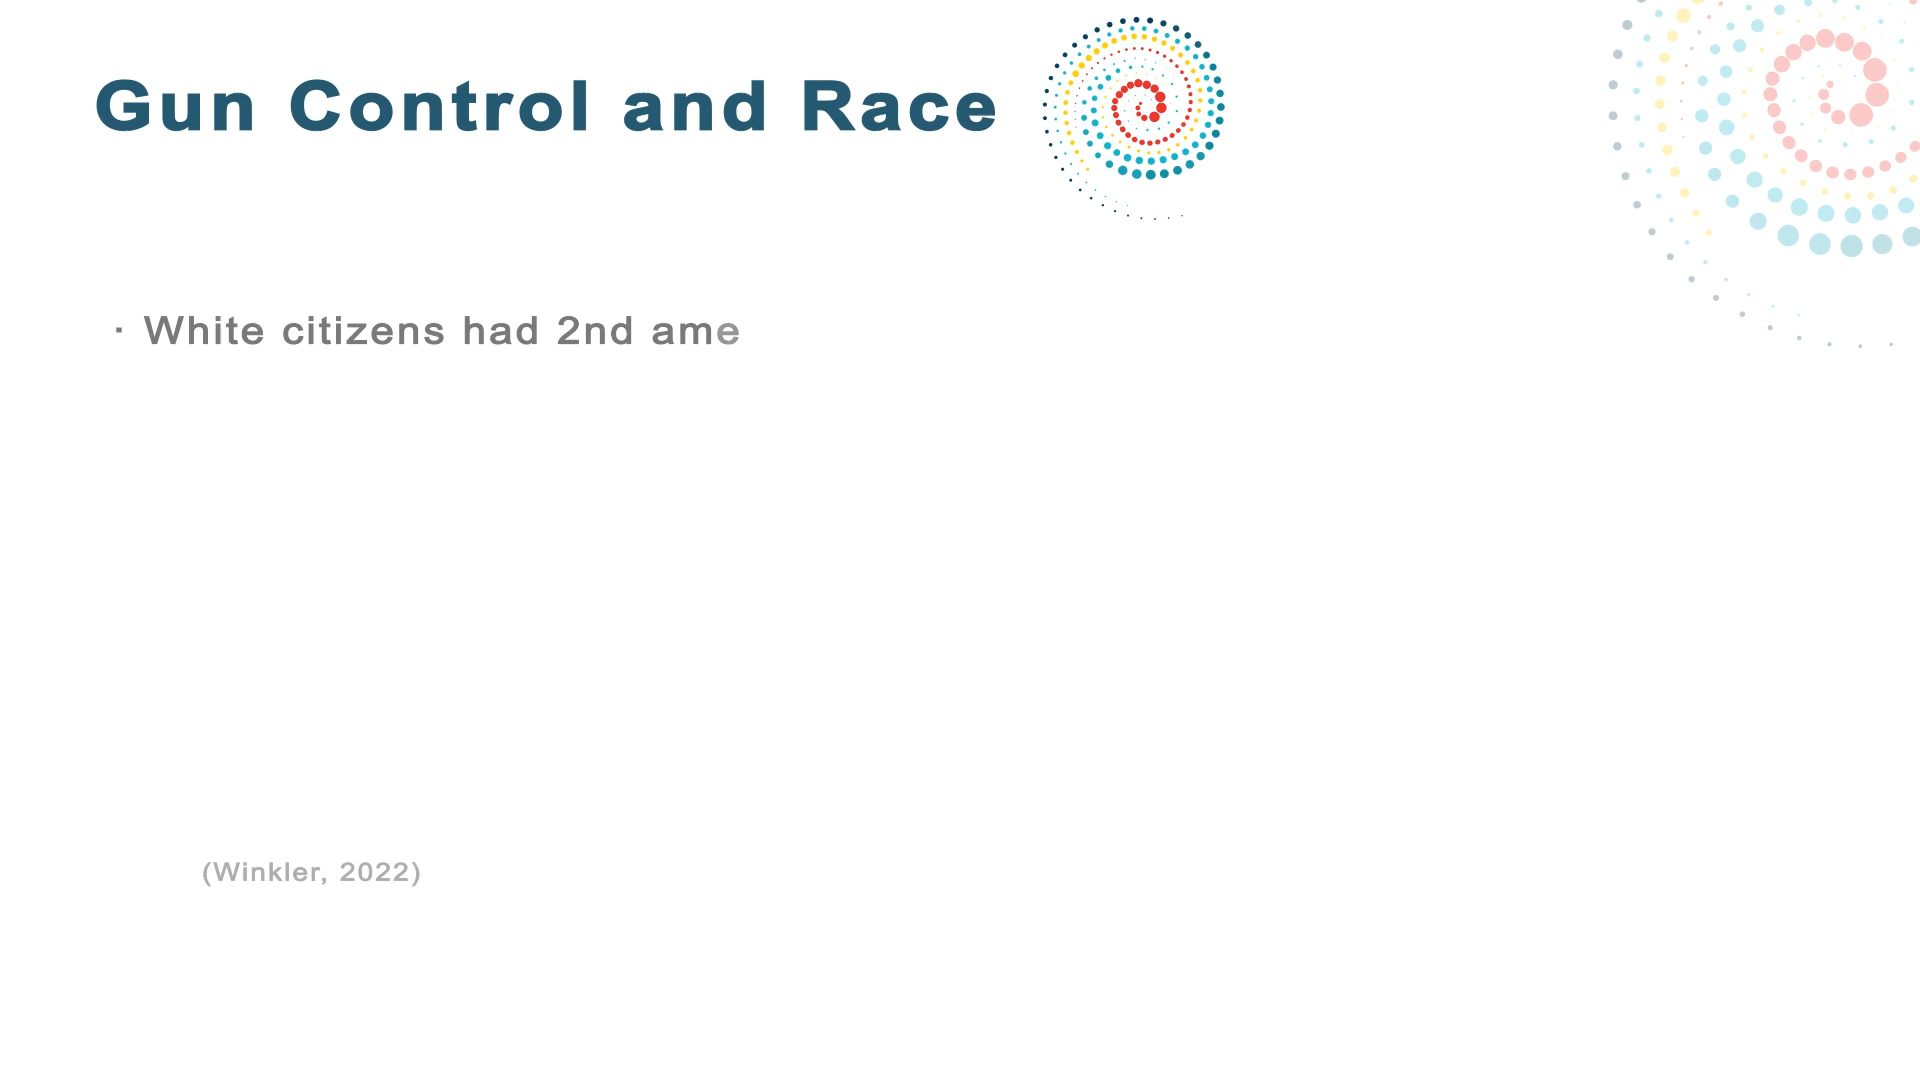 Gun Control and Race
· White citizens had 2nd ame
(Winkler, 2022)